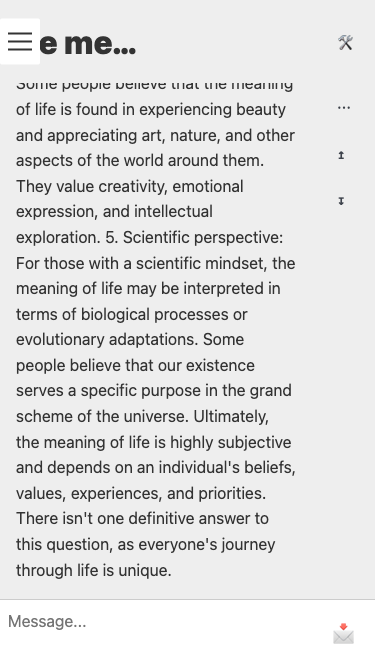 e me...
Some people believe that the meaning
of life is found in experiencing beauty
and appreciating art, nature, and other
aspects of the world around them.
They value creativity, emotional
expression, and intellectual
exploration. 5. Scientific perspective:
For those with a scientific mindset, the
meaning of life may be interpreted in
terms of biological processes or
evolutionary adaptations. Some
people believe that our existence
serves a specific purpose in the grand
scheme of the universe. Ultimately,
the meaning of life is highly subjective
and depends on an individual's beliefs,
values, experiences, and priorities.
There isn't one definitive answer to
this question, as everyone's journey
through life is unique.
Message...